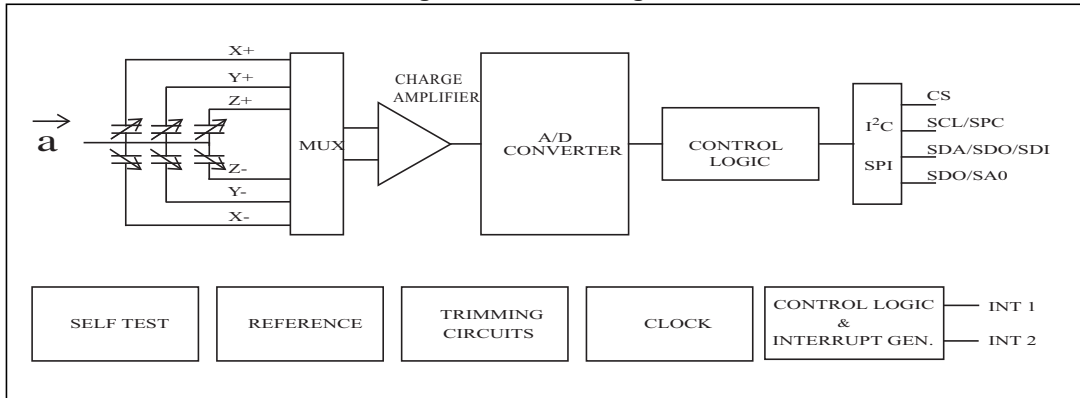 X+
Y+
Z+
a
Z-
Y-
X-
MUX
CHARGE
AMPLIFIER
A/D
CONVERTER
CONTROL
LOGIC
I²C
SPI
CS
SCL/SPC
SDA/SDO/SDI
SDO/SA0
SELF TEST
REFERENCE
TRIMMING
CIRCUITS
CLOCK
CONTROL LOGIC
&
INTERRUPT GEN.
INT 1
INT 2